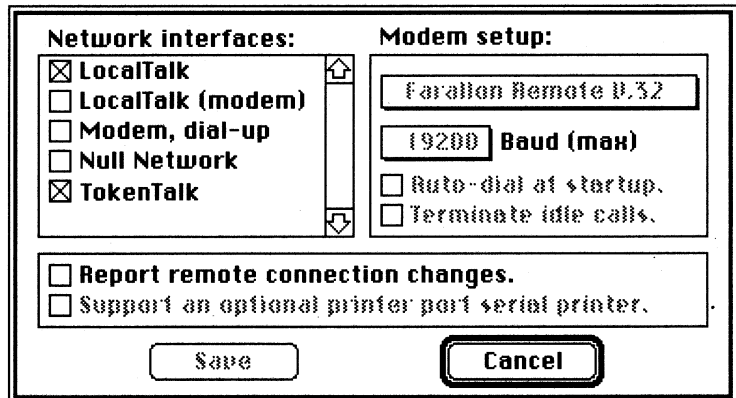 Network interfaces:
LocalTalk
LocalTalk (modem)
Modem, dial-up
Null Network
TokenTalk
Modem setup:
Farallon Remote V.32
19200 Baud (max)
Auto-dial at startup.
Terminate idle calls.
Report remote connection changes.
Support an optional printer port serial printer.
Save
Cancel